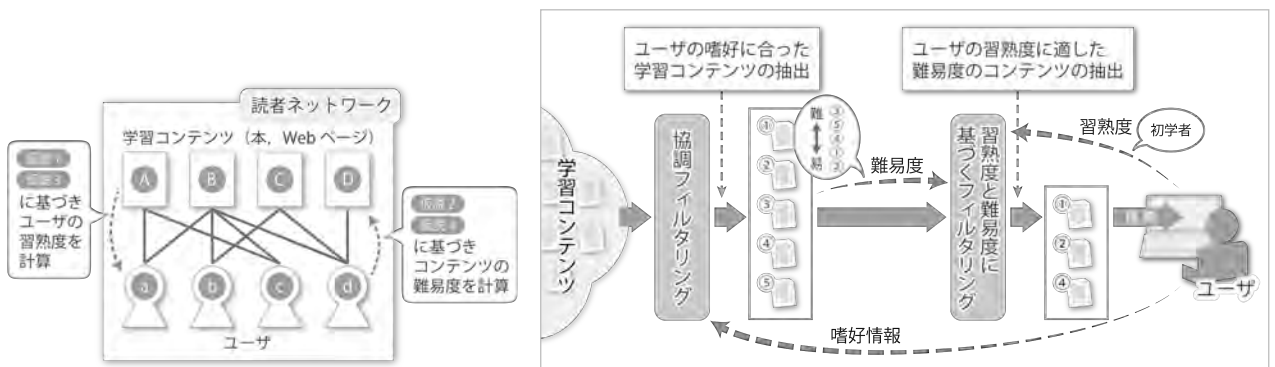 読者ネットワーク
学習コンテンツ（本，Webページ）
A
B
C
D
a
b
c
d
ユーザ
に基づき
ユーザの
習熟度を
計算
仮説2
に基づき
コンテンツの
難易度を計算
ユーザの嗜好に合った
学習コンテンツの抽出
ユーザの習熟度に適した
難易度のコンテンツの抽出
学習コンテンツ
協調フィルタリング
①
②
③
④
⑤
難
易
③
⑤
④
①
②
難易度
習熟度と難易度に
基づくフィルタリング
①
②
④
習熟度
初学者
ユーザ
嗜好情報